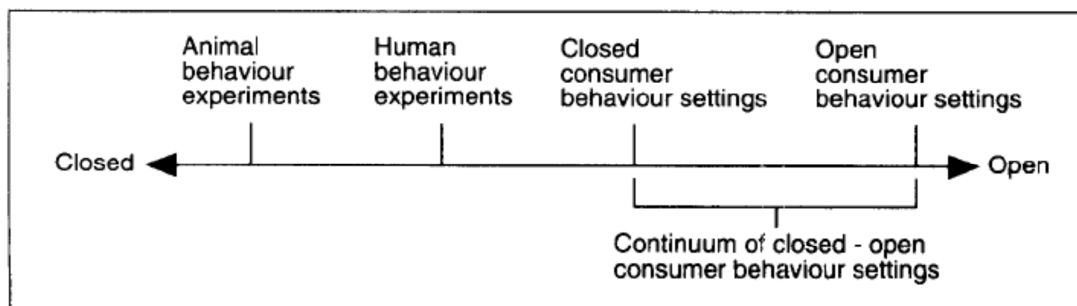 Animal
behaviour
experiments
Human
behaviour
experiments
Closed
consumer
behaviour settings
Open
consumer
behaviour settings
Closed
Open
Continuum of closed - open
consumer behaviour settings